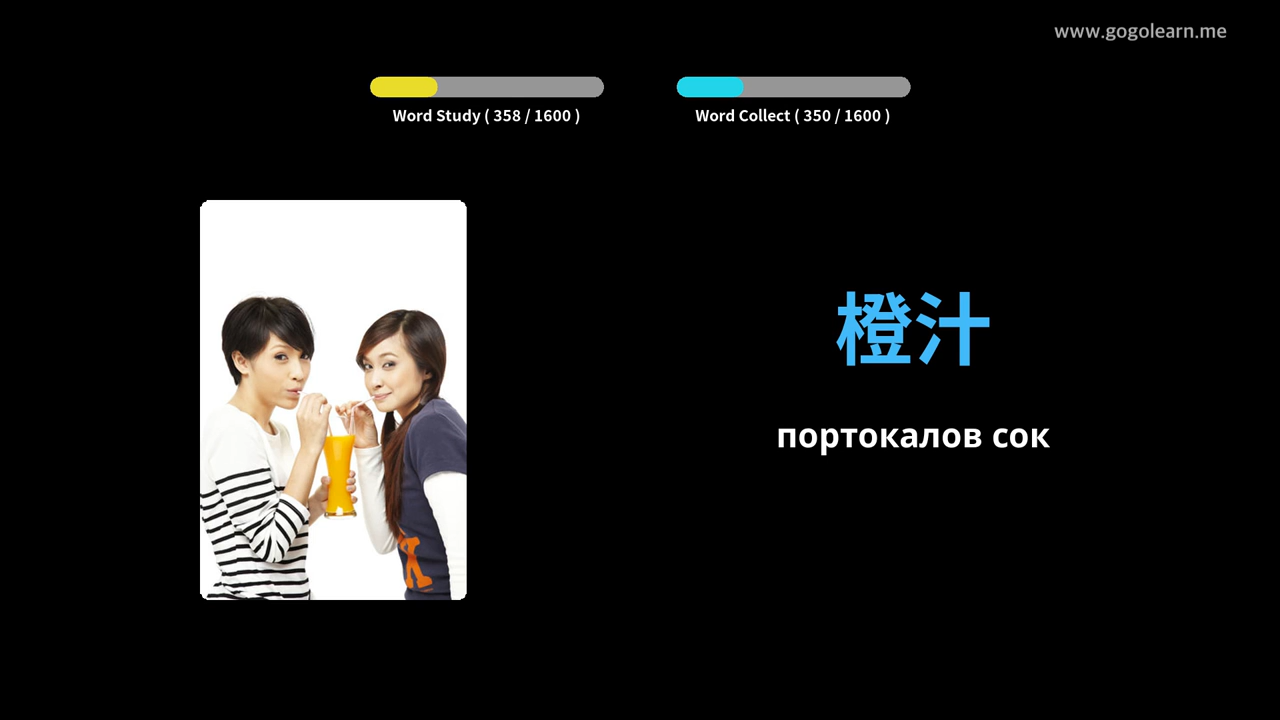 www.gogolearn.me
Word Study ( 358 / 1600 )
Word Collect ( 350 / 1600 )
橙汁
портокалов сок